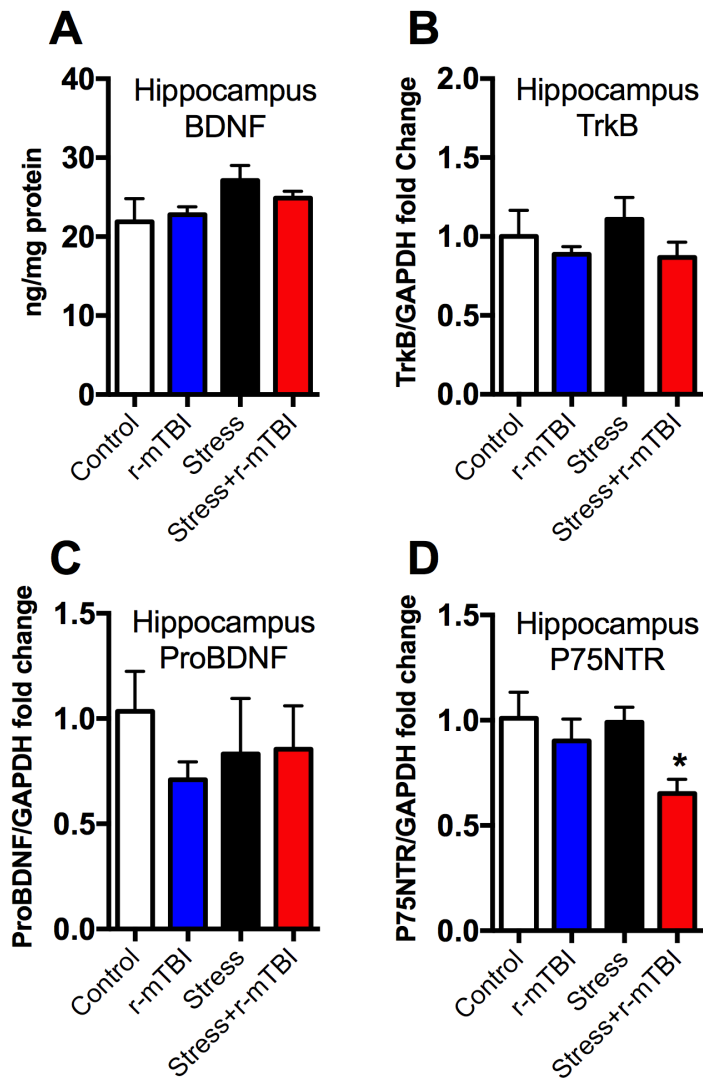 A
Hippocampus
BDNF
ng/mg protein
40
30
20
10
0
Control
r-mTBI
Stress
Stress+r-mTBI
B
Hippocampus
TrkB
TrkB/GAPDH fold Change
2.0
1.5
1.0
0.5
0.0
Control
r-mTBI
Stress
Stress+r-mTBI
C
Hippocampus
ProBDNF
ProBDNF/GAPDH fold change
1.5
1.0
0.5
0.0
Control
r-mTBI
Stress
Stress+r-mTBI
D
Hippocampus
P75NTR
P75NTR/GAPDH fold change
1.5
1.0
0.5
0.0
*
Control
r-mTBI
Stress
Stress+r-mTBI